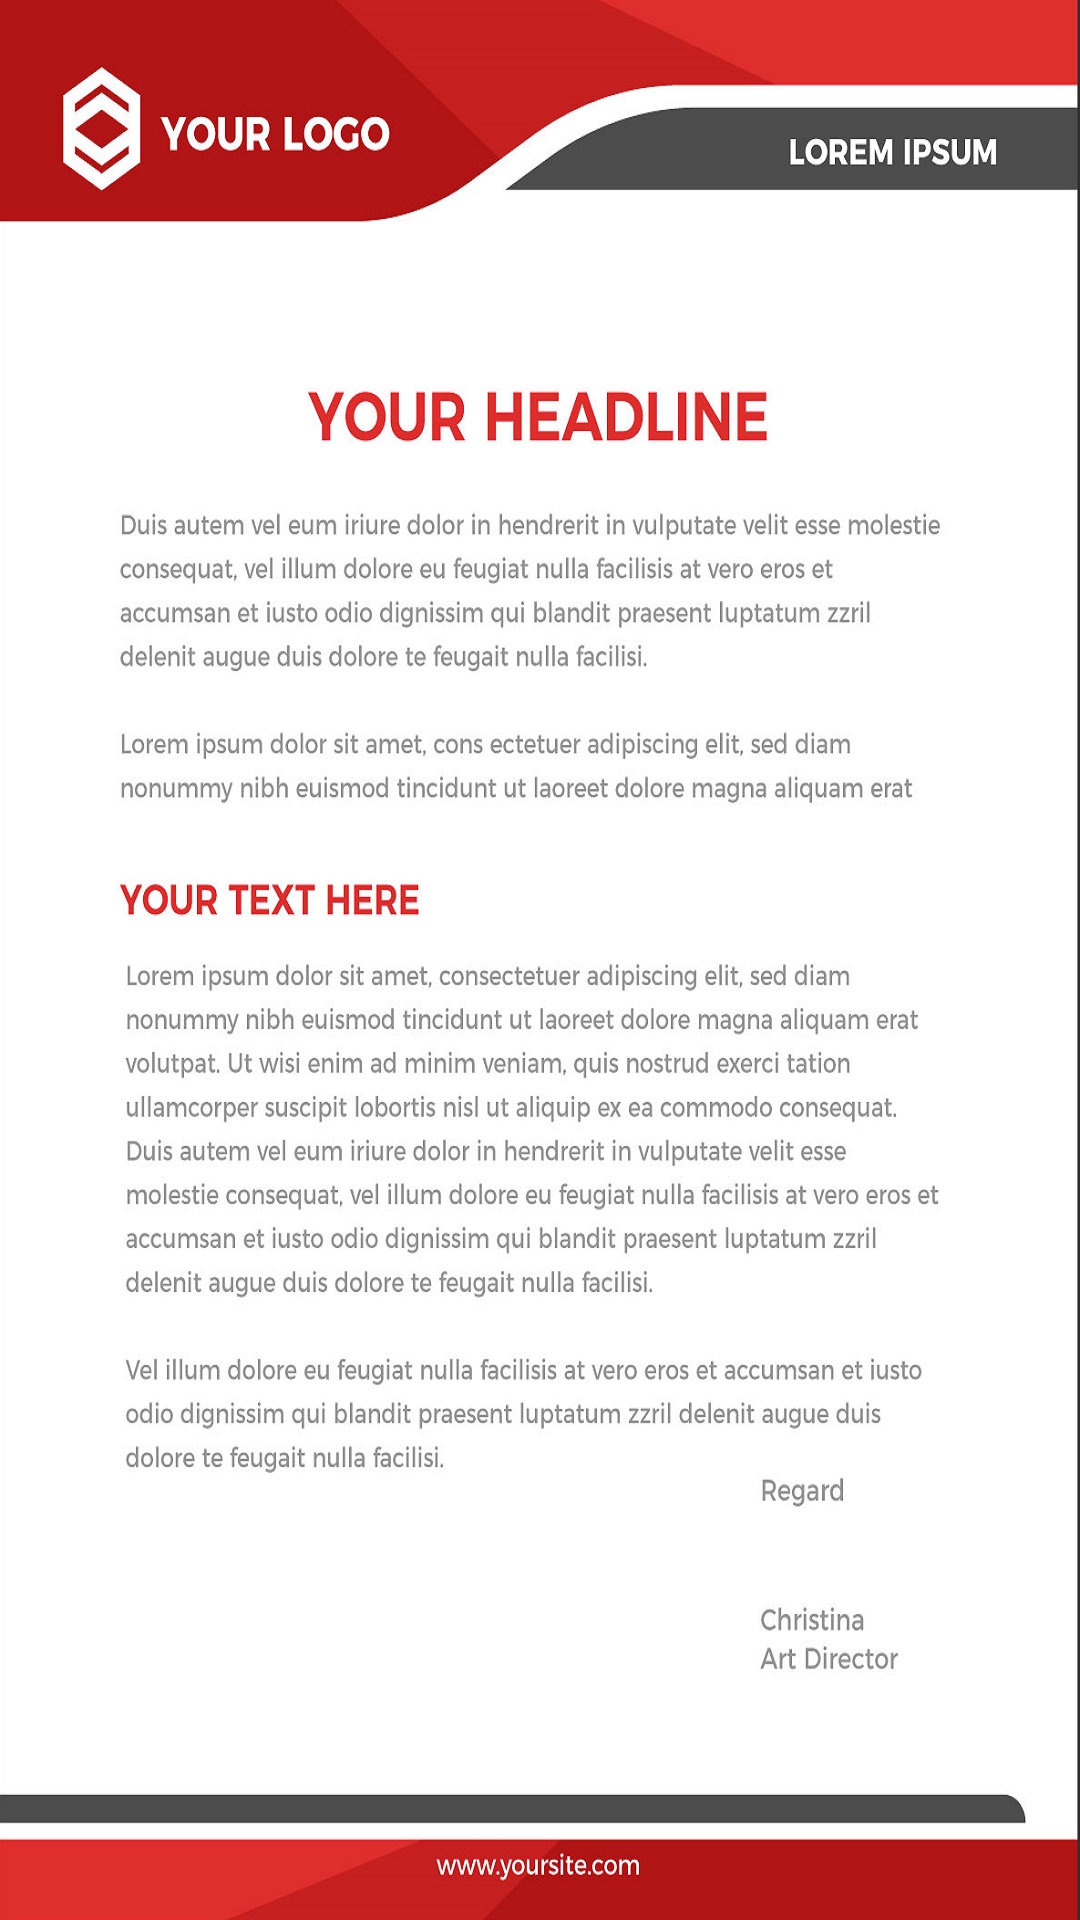 YOUR LOGO
LOREM IPSUM
YOUR HEADLINE
Duis autem vel eum iriure dolor in hendrerit in vulputate velit esse molestie
consequat, vel illum dolore eu feugiat nulla facilisis at vero eros et
accumsan et iusto odio dignissim qui blandit praesent luptatum zzril
delenit augue duis dolore te feugait nulla facilisi.
Lorem ipsum dolor sit amet, cons ectetuer adipiscing elit, sed diam
nonummy nibh euismod tincidunt ut laoreet dolore magna aliquam erat
YOUR TEXT HERE
Lorem ipsum dolor sit amet, consectetuer adipiscing elit, sed diam
nonummy nibh euismod tincidunt ut laoreet dolore magna aliquam erat
volutpat. Ut wisi enim ad minim veniam, quis nostrud exerci tation
ullamcorper suscipit lobortis nisl ut aliquip ex ea commodo consequat.
Duis autem vel eum iriure dolor in hendrerit in vulputate velit esse
molestie consequat, vel illum dolore eu feugiat nulla facilisis at vero eros et
accumsan et iusto odio dignissim qui blandit praesent luptatum zzril
delenit augue duis dolore te feugait nulla facilisi.
Vel illum dolore eu feugiat nulla facilisis at vero eros et accumsan et iusto
odio dignissim qui blandit praesent luptatum zzril delenit augue duis
dolore te feugait nulla facilisi.
Regard
Christina
Art Director
www.yoursite.com